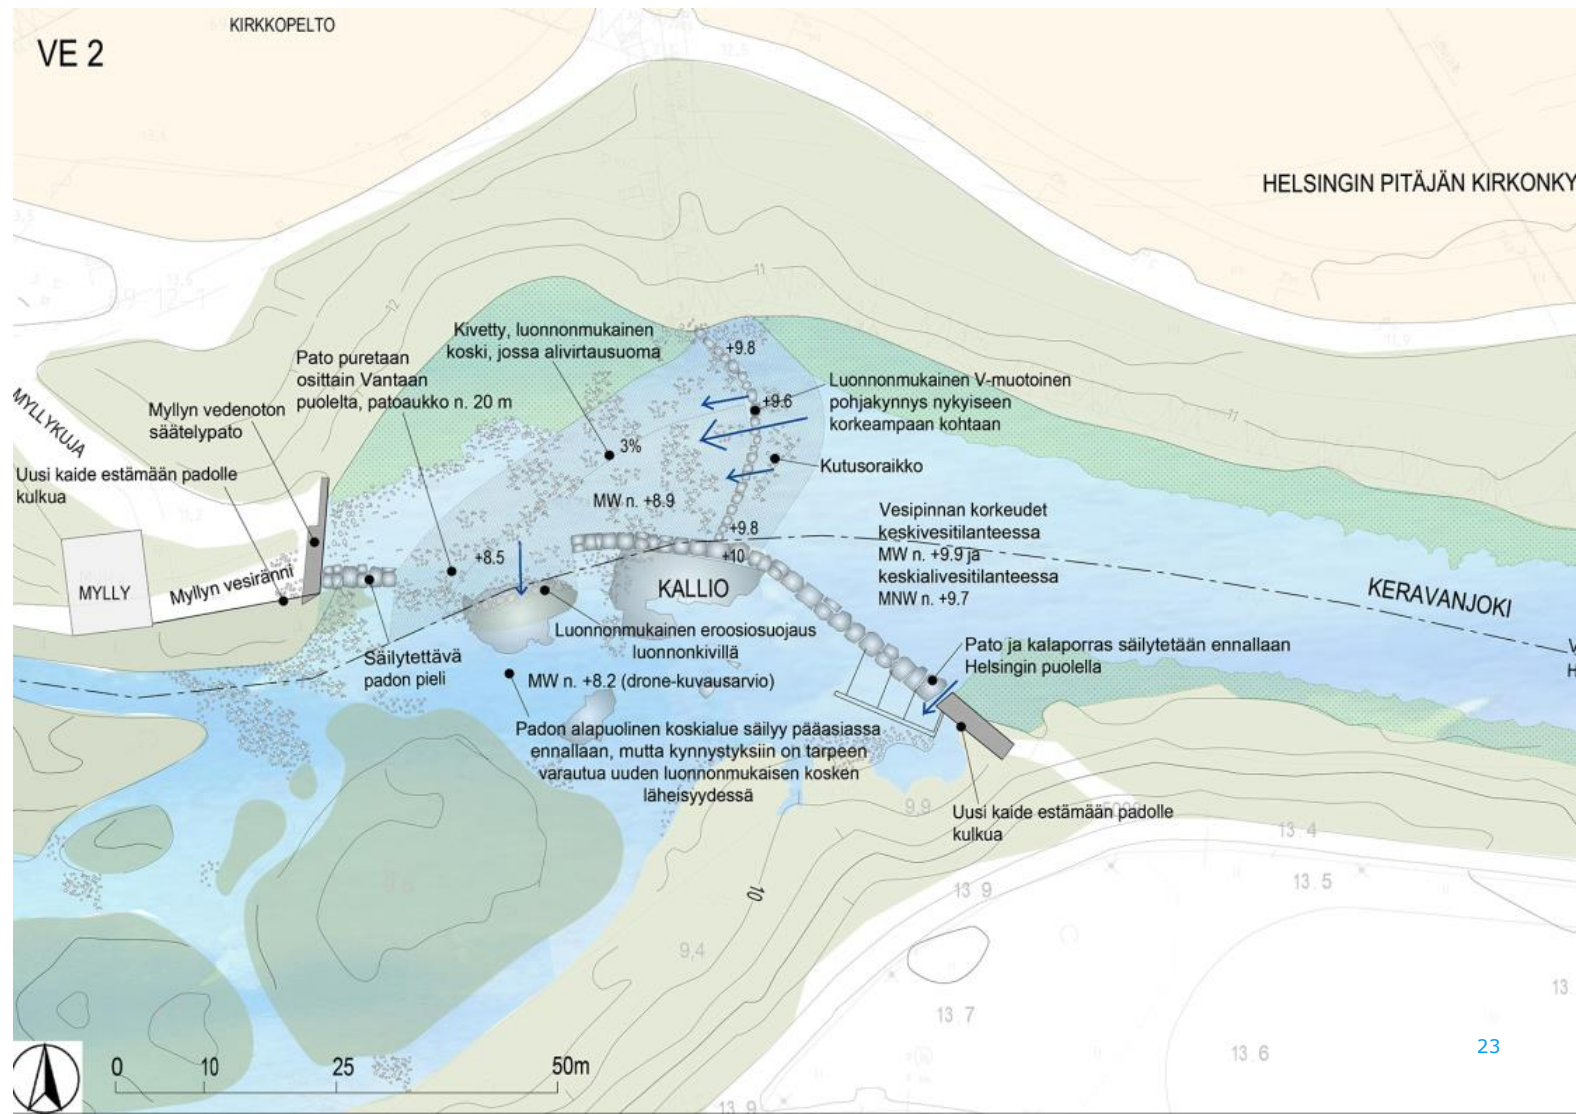 KIRKKOPELTO
VE 2
HELSINGIN PITÄJÄN KIRKONKY
11
12
11
Kivetty, luonnonmukainen
koski, jossa alivirtausuoma
Pato puretaan
osittain Vantaan
puolelta, patoaukko n. 20 m
+9.8
Luonnonmukainen V-muotoinen
pohjakynnys nykyiseen
korkeampaan kohtaan
+9.6
MYLLYKUJA
Myllyn vedenoton
säätelypato
3%
Kutusoraikko
Uusi kaide estämään padolle
kulkua
MW n. +8.9
Vesipinnan korkeudet
keskivesitilanteessa
MW n. +9.9 ja
keskialivesitilanteessa
MNW n. +9.7
+9.8
+10
+8.5
KALLIO
KERAVANJOKI
MYLLY
Myllyn vesiränni
Luonnonmukainen eroosiosuojaus
luonnonkivillä
Säilytettävä
padon pieli
Pato ja kalaporras säilytetään ennallaan
Helsingin puolella
V
H
MW n. +8.2 (drone-kuvausarvio)
Padon alapuolinen koskialue säilyy pääasiassa
ennallaan, mutta kynnystyksiin on tarpeen
varautua uuden luonnonmukaisen kosken
läheisyydessä
9,9
Uusi kaide estämään padolle
kulkua
13 4
13 5
13 9
10
9,4
13
13 7
13 6
23
0 10 25 50m
13 9